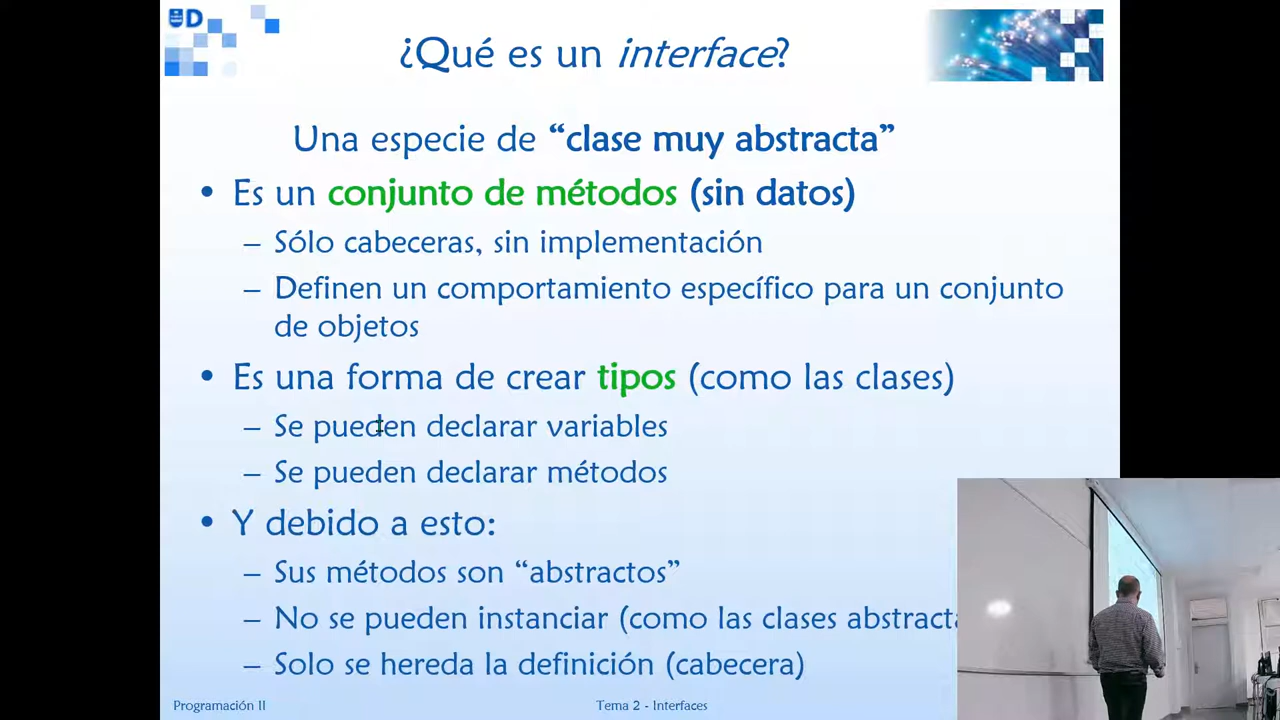 UD
¿Qué es un interface?
Una especie de “clase muy abstracta”
• Es un conjunto de métodos (sin datos)
– Sólo cabeceras, sin implementación
– Definen un comportamiento específico para un conjunto
de objetos
• Es una forma de crear tipos (como las clases)
– Se pueden declarar variables
– Se pueden declarar métodos
• Y debido a esto:
– Sus métodos son “abstractos”
– No se pueden instanciar (como las clases abstracta
– Solo se hereda la definición (cabecera)
Programación II
Tema 2 - Interfaces